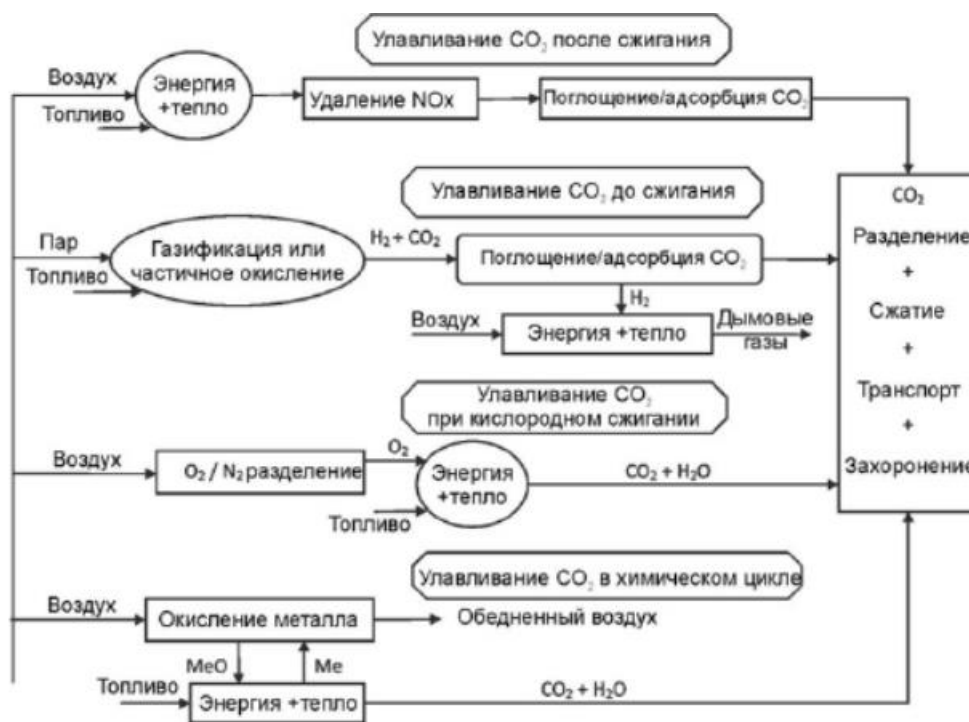 Улавливание CO₂ после сжигания
Воздух
Топливо
Энергия
+тепло
Удаление NOx
Поглощение/адсорбция CO₂
Улавливание CO₂ до сжигания
Пар
Топливо
Газификация или
частичное окисление
H₂ + CO₂
Поглощение/адсорбция CO₂
H₂
Воздух
Энергия +тепло
Дымовые
газы
Улавливание CO₂
при кислородном сжигании
Воздух
O₂ / N₂ разделение
O₂
Топливо
Энергия
+тепло
CO₂ + H₂O
Улавливание CO₂ в химическом цикле
Воздух
Окисление металла
Обедненный воздух
MeO
Me
Топливо
Энергия +тепло
CO₂ + H₂O
CO₂
Разделение
+
Сжатие
+
Транспорт
+
Захоронение